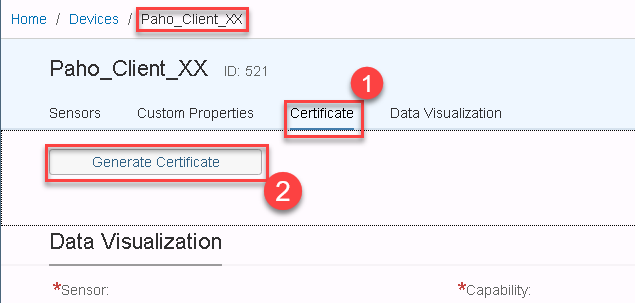 Home / Devices / Paho_Client_XX
Paho_Client_XX ID: 521
1
Sensors Custom Properties Certificate Data Visualization
Generate Certificate
2
Data Visualization
*Sensor: *Capability: